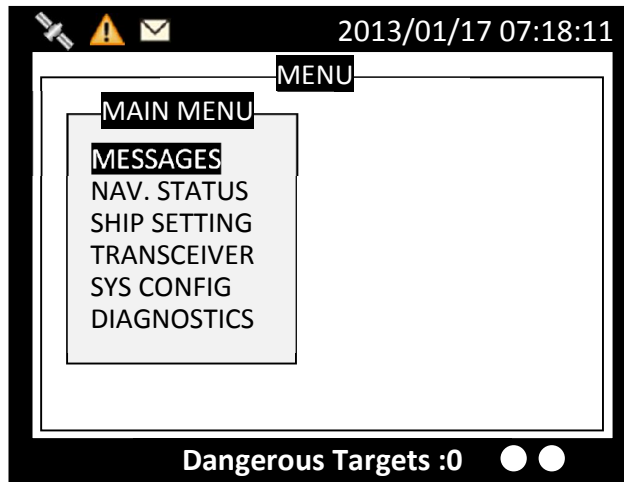 2013/01/17 07:18:11
MENU
MAIN MENU
MESSAGES
NAV. STATUS
SHIP SETTING
TRANSCEIVER
SYS CONFIG
DIAGNOSTICS
Dangerous Targets :0